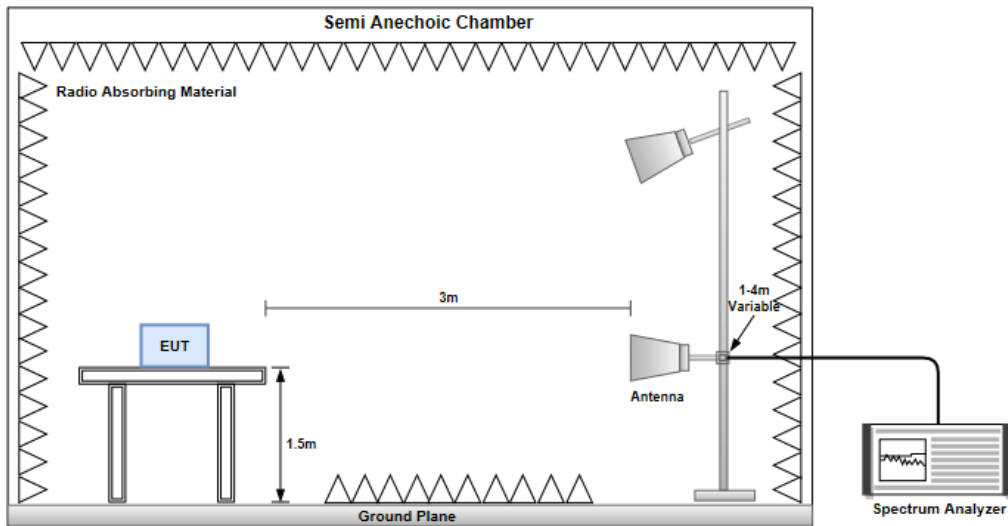 Semi Anechoic Chamber
Radio Absorbing Material
3m
1-4m
Variable
EUT
Antenna
1.5m
Ground Plane
Spectrum Analyzer